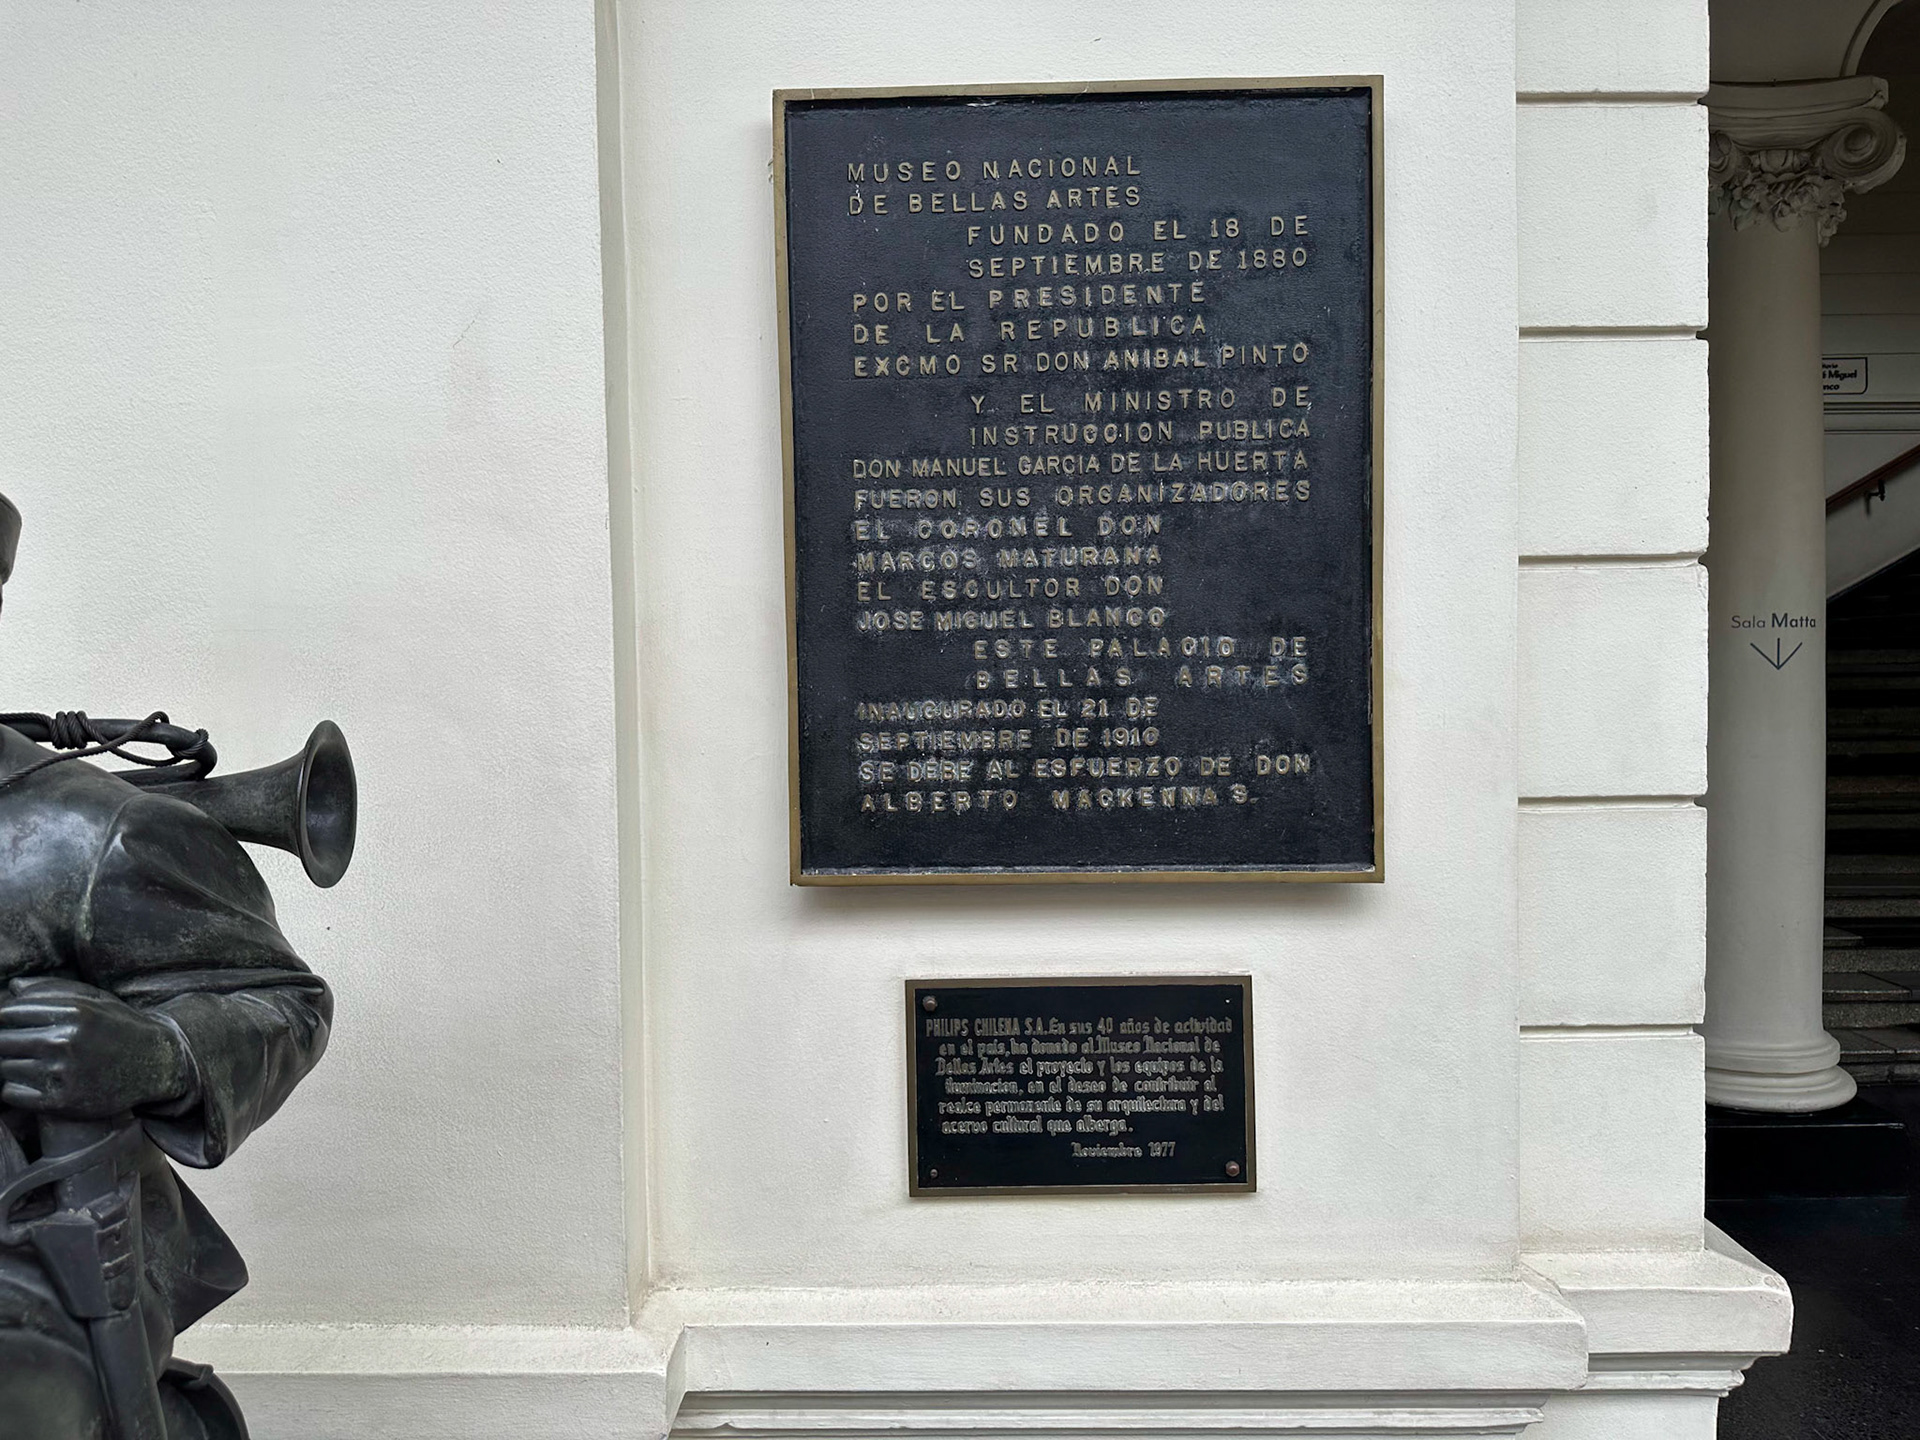 MUSEO NACIONAL
DE BELLAS ARTES
FUNDADO EL 18 DE
SEPTIEMBRE DE 1880
POR EL PRESIDENTE
DE LA REPUBLICA
EXCMO SR DON ANIBAL PINTO
Y EL MINISTRO DE
INSTRUCCION PUBLICA
DON MANUEL GARCIA DE LA HUERTA
FUERON SUS ORGANIZADORES
EL CORONEL DON
MARCOS MATURANA
EL ESCULTOR DON
JOSE MIGUEL BLANCO
ESTE PALACIO DE
BELLAS ARTES
INAUGURADO EL 21 DE
SEPTIEMBRE DE 1910
SE DEBE AL ESFUERZO DE DON
ALBERTO MACKENNA S.
PHILIPS CHILENA S.A. En sus 40 años de actividad
en el país, ha donado al Museo Nacional de
Bellas Artes el proyecto y los equipos de la
iluminacion, en el deseo de contribuir al
realce permanente de su arquitectura y del
acervo cultural que alberga.
Noviembre 1977
Miguel
Sala Matta